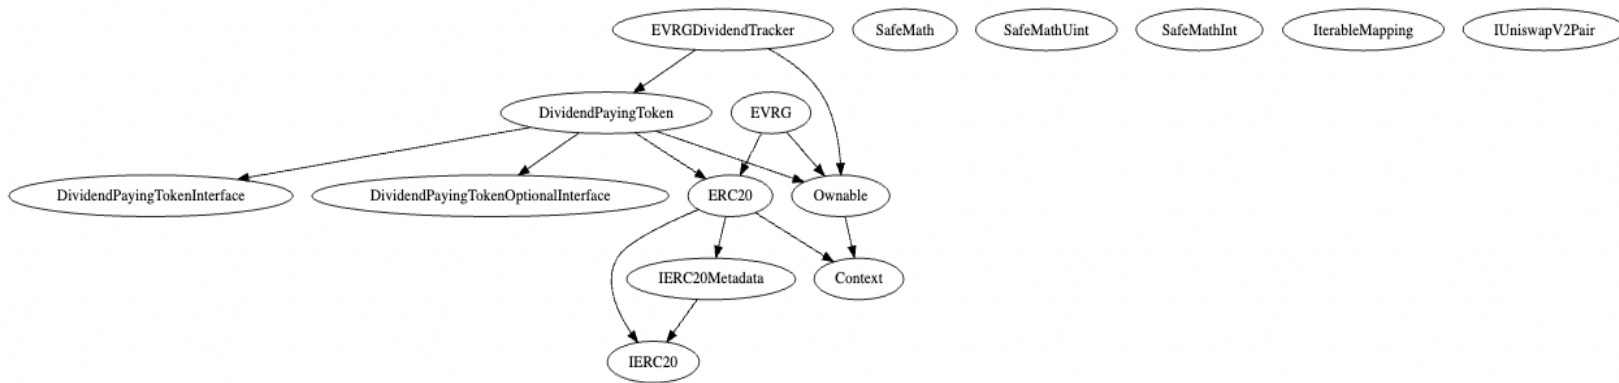 EVRGDividendTracker
SafeMath
SafeMathUint
SafeMathInt
IterableMapping
IUniswapV2Pair
DividendPayingToken
EVRG
DividendPayingTokenInterface
DividendPayingTokenOptionalInterface
ERC20
Ownable
IERC20Metadata
Context
IERC20